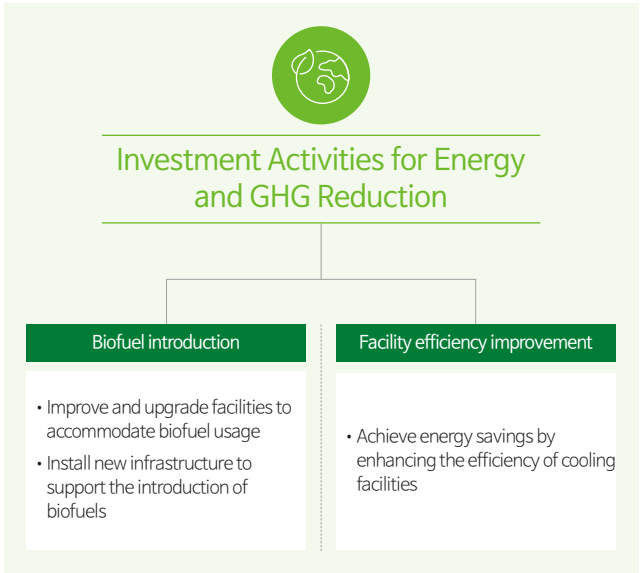 Investment Activities for Energy
and GHG Reduction
Biofuel introduction
• Improve and upgrade facilities to
accommodate biofuel usage
• Install new infrastructure to
support the introduction of
biofuels
Facility efficiency improvement
• Achieve energy savings by
enhancing the efficiency of cooling
facilities